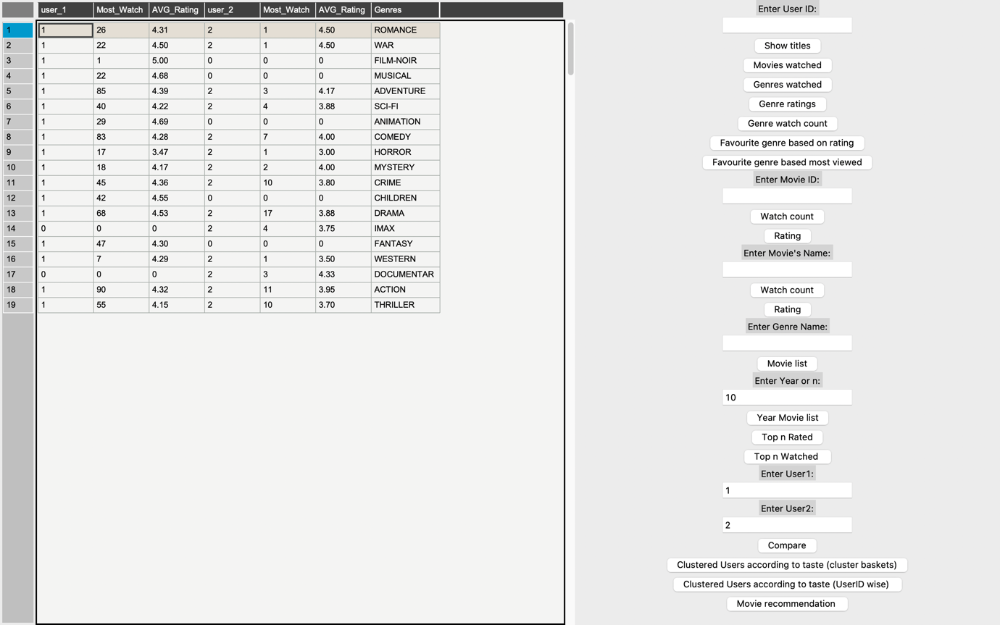 user_1 Most_Watch AVG_Rating user_2 Most_Watch AVG_Rating Genres
1 1 26 4.31 2 1 4.50 ROMANCE
2 1 22 4.50 2 1 4.50 WAR
3 1 1 5.00 0 0 0 FILM-NOIR
4 1 22 4.68 0 0 0 MUSICAL
5 1 85 4.39 2 3 4.17 ADVENTURE
6 1 40 4.22 2 4 3.88 SCI-FI
7 1 29 4.69 0 0 0 ANIMATION
8 1 83 4.28 2 7 4.00 COMEDY
9 1 17 3.47 2 1 3.00 HORROR
10 1 18 4.17 2 2 4.00 MYSTERY
11 1 45 4.36 2 10 3.80 CRIME
12 1 42 4.55 0 0 0 CHILDREN
13 1 68 4.53 2 17 3.88 DRAMA
14 0 0 0 2 4 3.75 IMAX
15 1 47 4.30 0 0 0 FANTASY
16 1 7 4.29 2 1 3.50 WESTERN
17 0 0 0 2 3 4.33 DOCUMENTAR
18 1 90 4.32 2 11 3.95 ACTION
19 1 55 4.15 2 10 3.70 THRILLER
Enter User ID:
Show titles
Movies watched
Genres watched
Genre ratings
Genre watch count
Favourite genre based on rating
Favourite genre based most viewed
Enter Movie ID:
Watch count
Rating
Enter Movie's Name:
Watch count
Rating
Enter Genre Name:
Movie list
Enter Year or n:
10
Year Movie list
Top n Rated
Top n Watched
Enter User1:
1
Enter User2:
2
Compare
Clustered Users according to taste (cluster baskets)
Clustered Users according to taste (UserID wise)
Movie recommendation